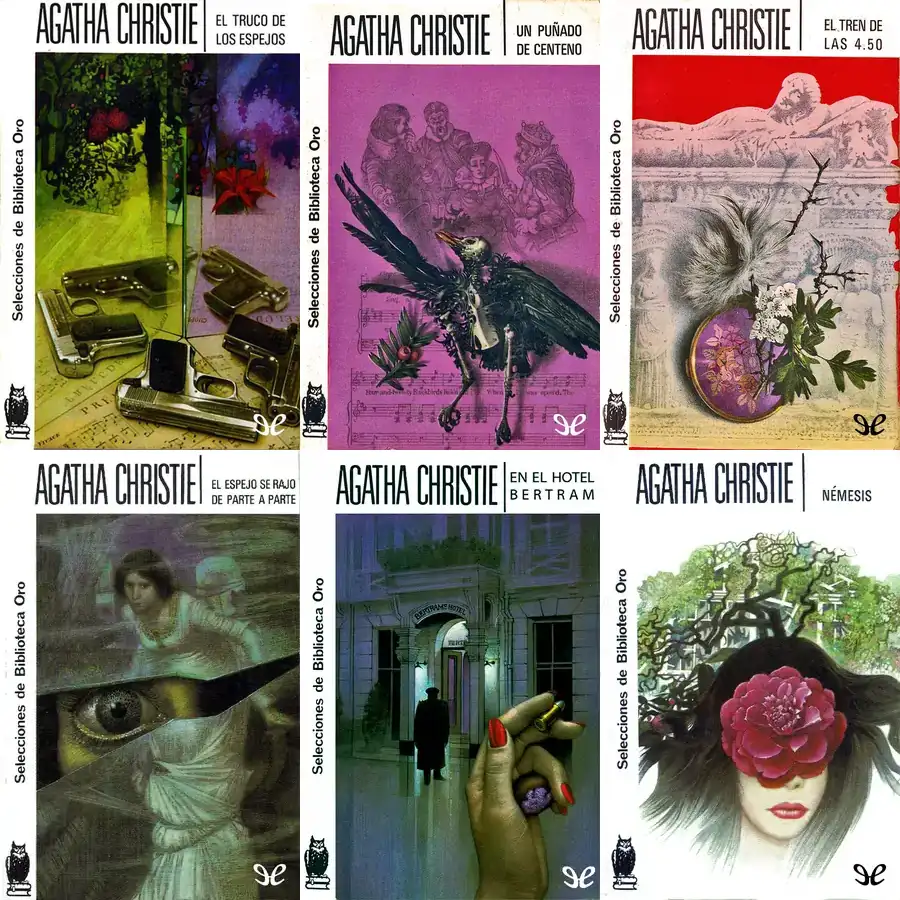 AGATHA CHRISTIE
EL TRUCO DE
LOS ESPEJOS
Selecciones de Biblioteca Oro
AGATHA CHRISTIE
UN PUÑADO
DE CENTENO
Selecciones de Biblioteca Oro
AGATHA CHRISTIE
EL TREN DE
LAS 4.50
Selecciones de Biblioteca Oro
AGATHA CHRISTIE
EL ESPEJO SE RAJO
DE PARTE A PARTE
Selecciones de Biblioteca Oro
AGATHA CHRISTIE
EN EL HOTEL
BERTRAM
BERTRAMS HOTEL
Selecciones de Biblioteca Oro
AGATHA CHRISTIE
NÉMESIS
Selecciones de Biblioteca Oro